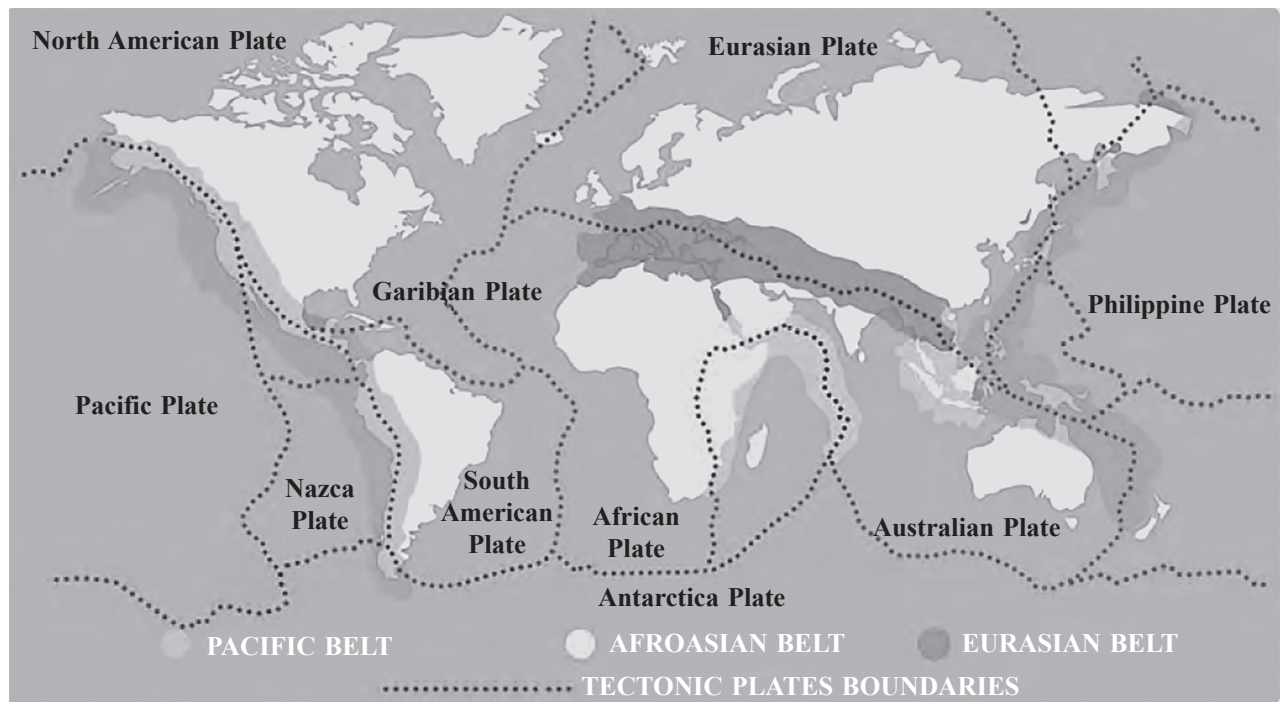 North American Plate
Eurasian Plate
Garibian Plate
Philippine Plate
Pacific Plate
Nazca
Plate
South
American
Plate
African
Plate
Australian Plate
Antarctica Plate
PACIFIC BELT
AFROASIAN BELT
EURASIAN BELT
TECTONIC PLATES BOUNDARIES